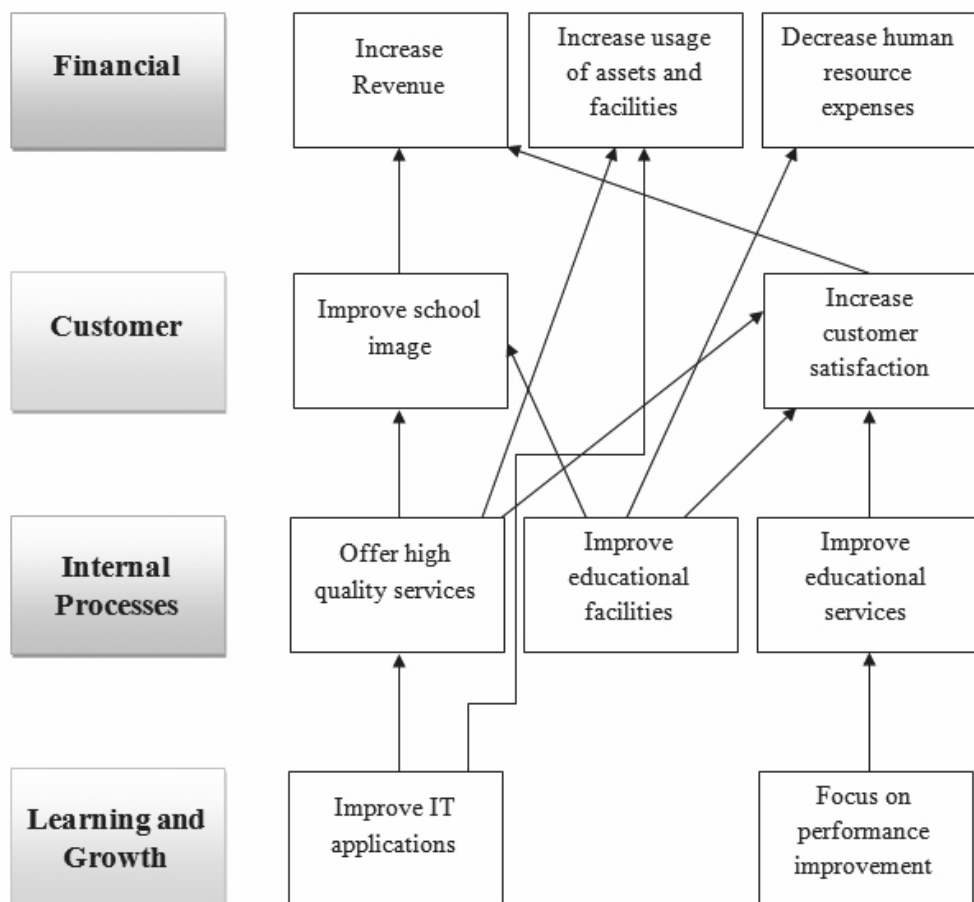 Financial
Increase
Revenue
Increase usage
of assets and
facilities
Decrease human
resource
expenses
Customer
Improve school
image
Increase
customer
satisfaction
Internal
Processes
Offer high
quality services
Improve
educational
facilities
Improve
educational
services
Learning and
Growth
Improve IT
applications
Focus on
performance
improvement